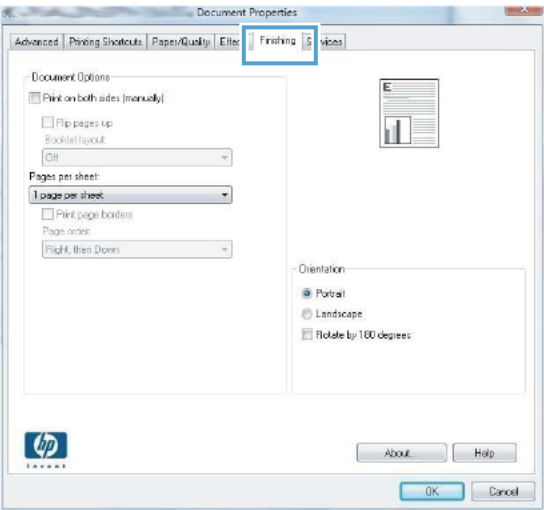 Document Properties
Advanced Printing Shortcuts Paper/Quality Finishing
Document Options
Print on both sides (manually)
Flip pages up
Booklet layout:
Off
Pages per sheet:
1 page per sheet
Print page borders
Page order:
Right, then Down
E
Orientation
Portrait
Landscape
Rotate by 180 degrees
hp
invent
About...
Help
OK
Cancel